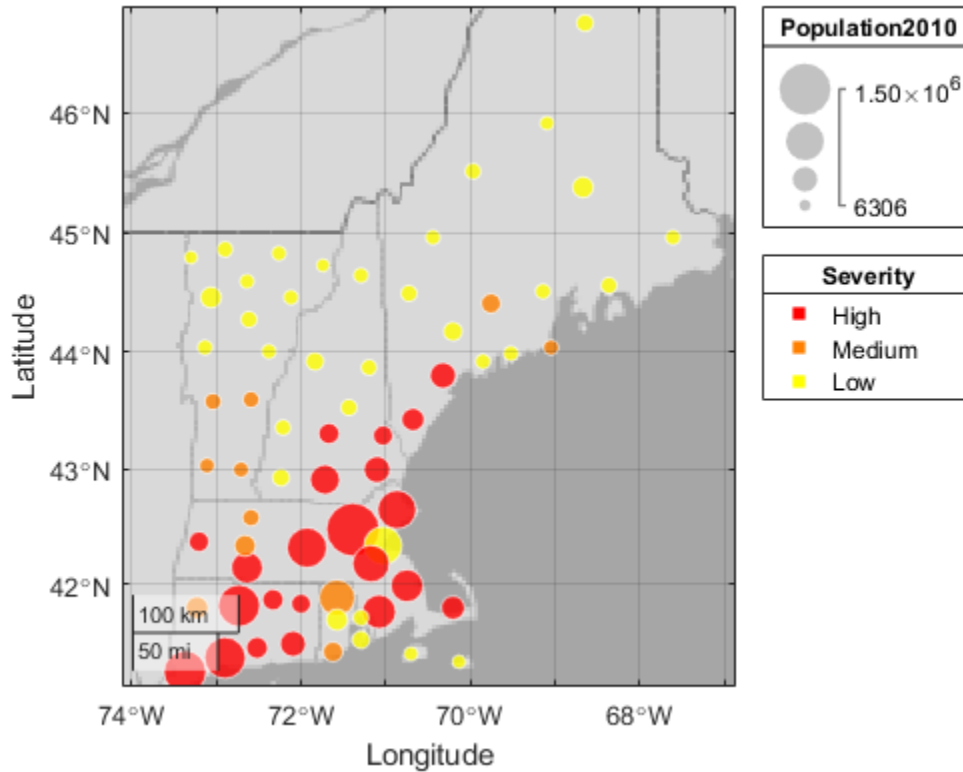 46°N
45°N
44°N
43°N
42°N
Latitude
100 km
50 mi
74°W
72°W
70°W
68°W
Longitude
Population2010
1.50×10^6
6306
Severity
High
Medium
Low